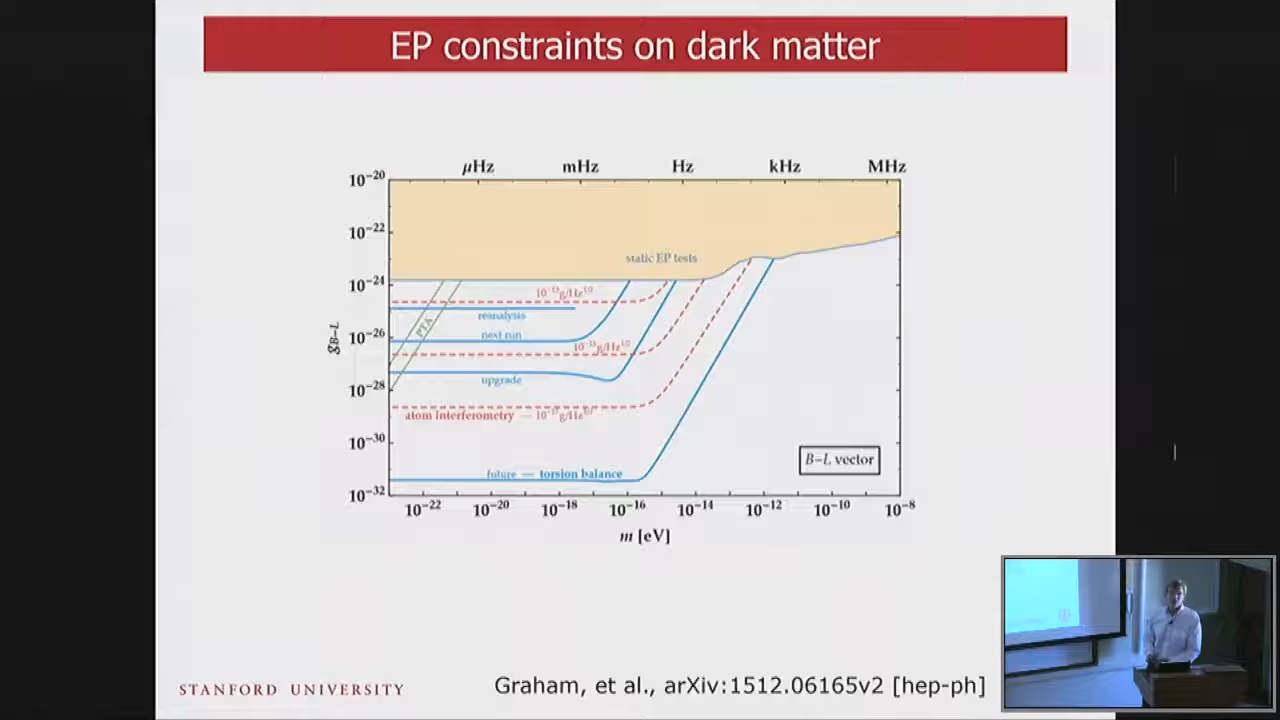 EP constraints on dark matter
μHz mHz Hz kHz MHz
10⁻²⁰
10⁻²²
static EP tests
10⁻²⁴
reanalysis
PTA
10⁻²⁶
next run
g_B−L
upgrade
10⁻²⁸
atom interferometry
10⁻³⁰
B−L vector
future — torsion balance
10⁻³²
10⁻²² 10⁻²⁰ 10⁻¹⁸ 10⁻¹⁶ 10⁻¹⁴ 10⁻¹² 10⁻¹⁰ 10⁻⁸
m [eV]
STANFORD UNIVERSITY
Graham, et al., arXiv:1512.06165v2 [hep-ph]